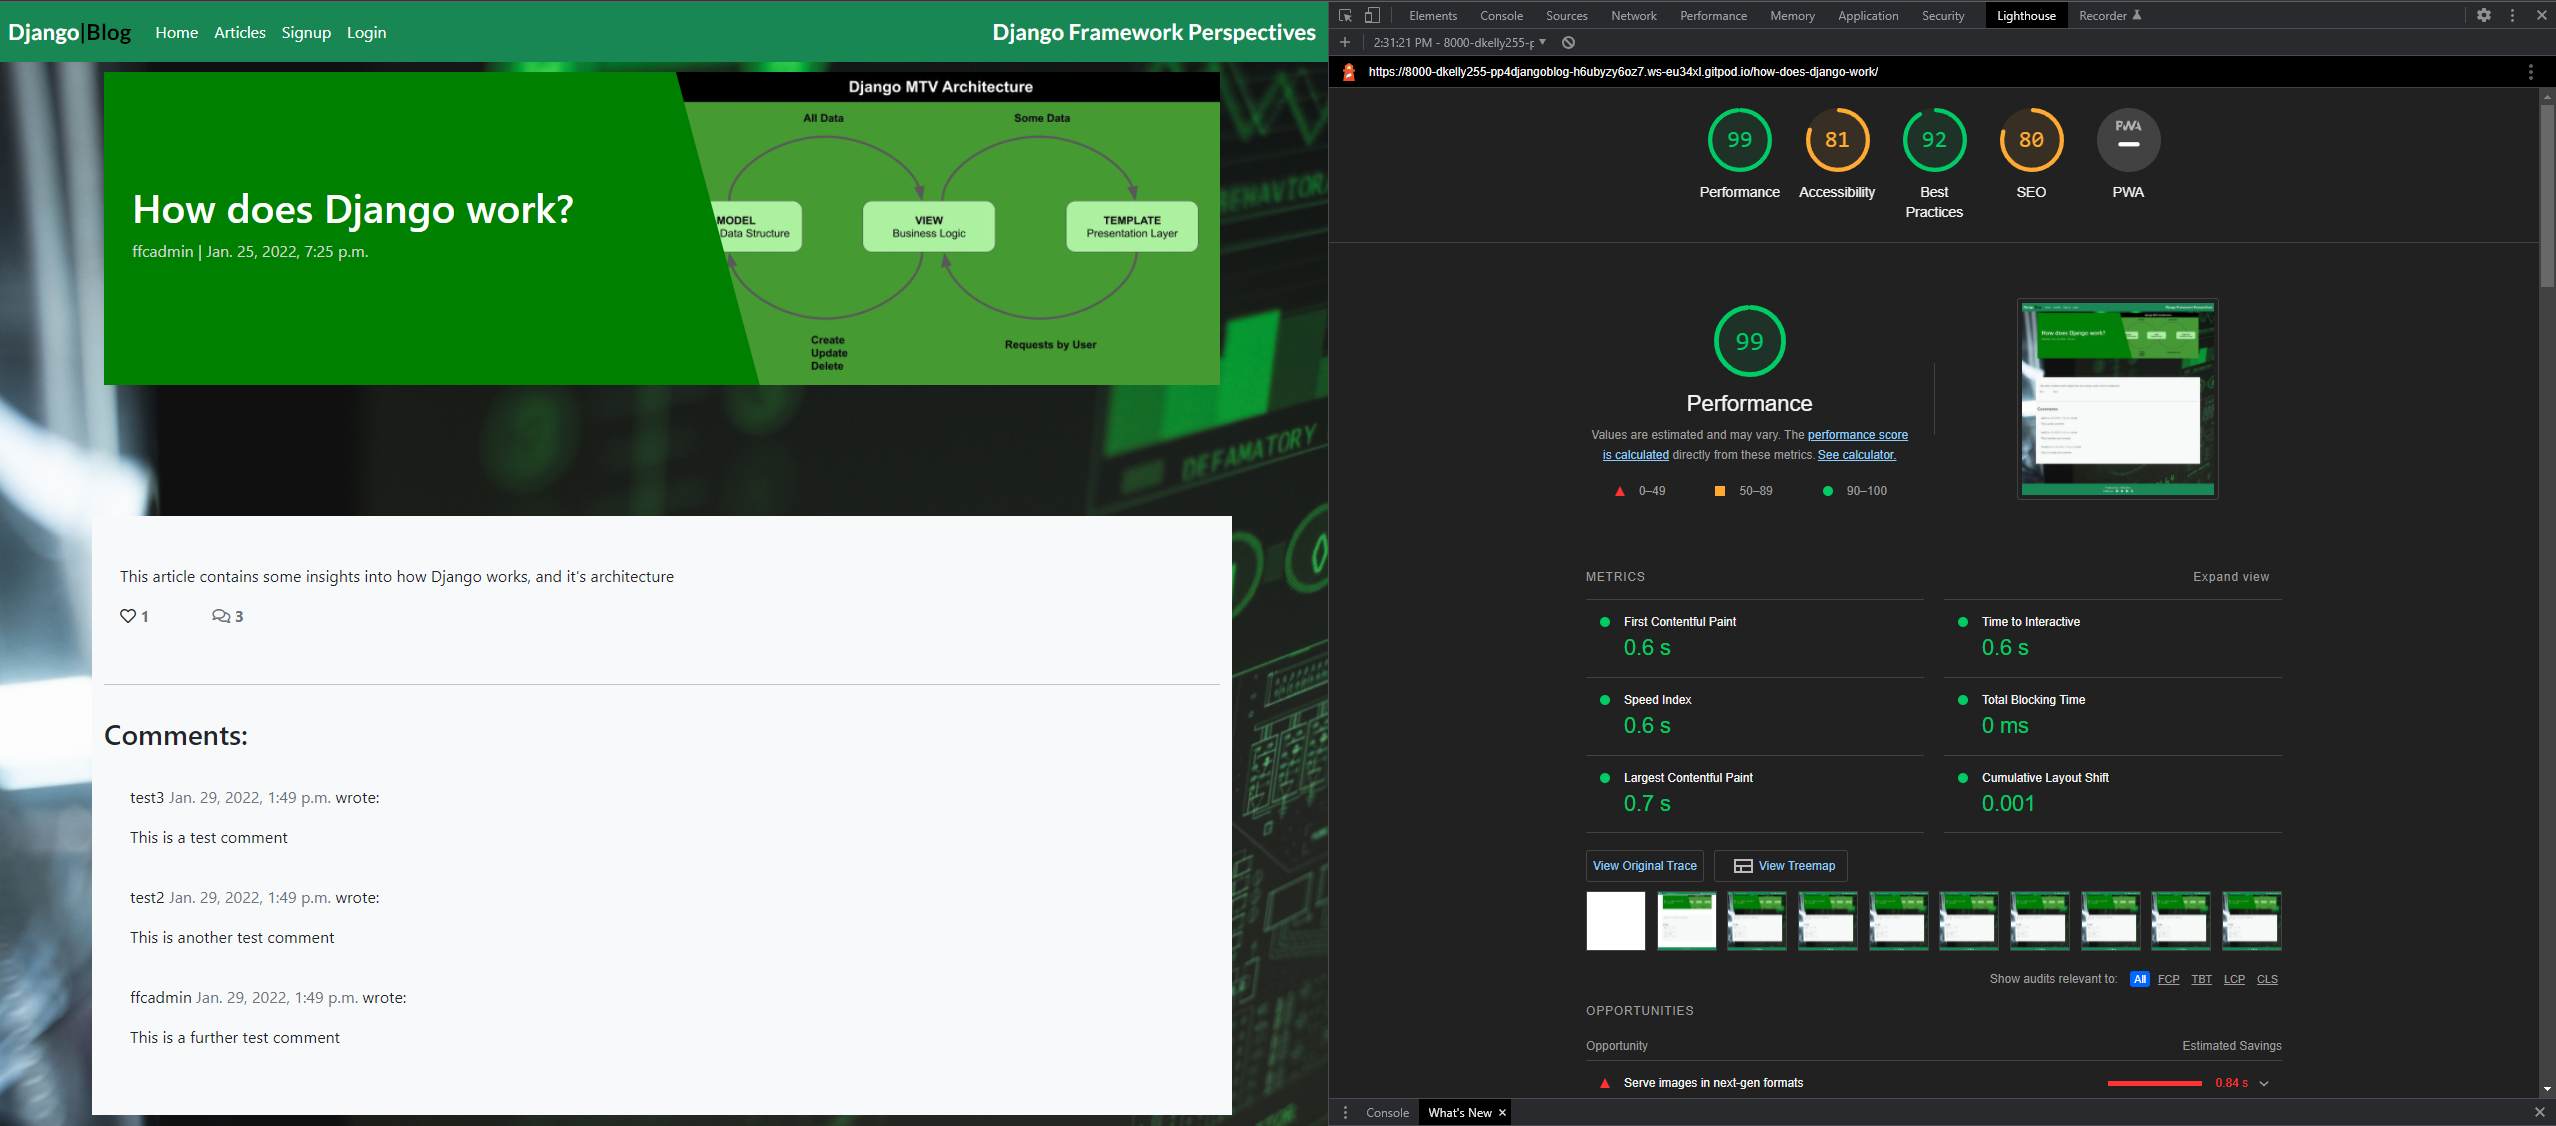 Django|Blog Home Articles Signup Login Django Framework Perspectives
Django MTV Architecture
All Data Some Data
How does Django work?
ffcadmin | Jan. 25, 2022, 7:25 p.m.
MODEL
Data Structure
VIEW
Business Logic
TEMPLATE
Presentation Layer
Create
Update
Delete
Requests by User
DEFAMATORY
This article contains some insights into how Django works, and it's architecture
1 3
Comments:
test3 Jan. 29, 2022, 1:49 p.m. wrote:
This is a test comment
test2 Jan. 29, 2022, 1:49 p.m. wrote:
This is another test comment
ffcadmin Jan. 29, 2022, 1:49 p.m. wrote:
This is a further test comment
Elements Console Sources Network Performance Memory Application Security Lighthouse Recorder
2:31:21 PM - 8000-dkelly255-p
https://8000-dkelly255-pp4djangoblog-h6ubyzy6oz7.ws-eu34xl.gitpod.io/how-does-django-work/
99 81 92 80 PWA
Performance Accessibility Best Practices SEO PWA
99
Performance
Values are estimated and may vary. The performance score
is calculated directly from these metrics. See calculator.
0–49 50–89 90–100
METRICS Expand view
First Contentful Paint
0.6 s
Time to Interactive
0.6 s
Speed Index
0.6 s
Total Blocking Time
0 ms
Largest Contentful Paint
0.7 s
Cumulative Layout Shift
0.001
View Original Trace View Treemap
Show audits relevant to: All FCP TBT LCP CLS
OPPORTUNITIES
Opportunity Estimated Savings
Serve images in next-gen formats 0.84 s
Console What's New